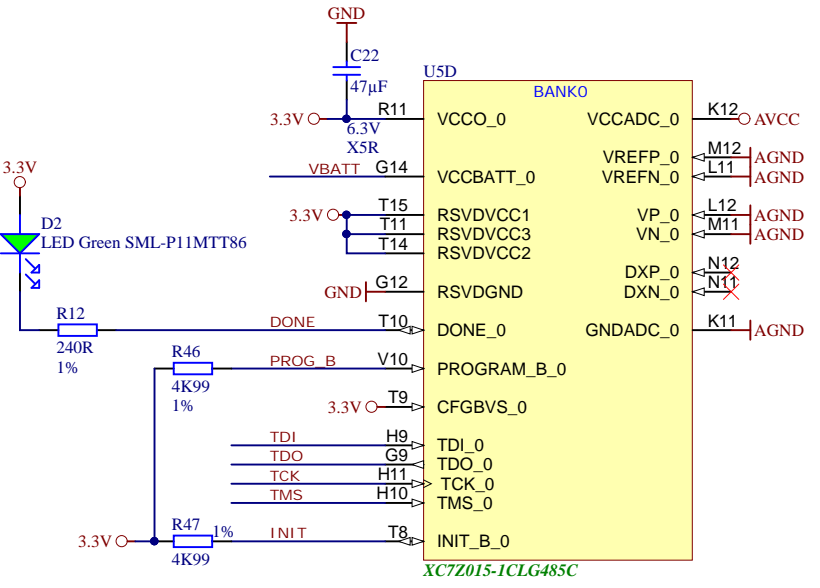 GND
C22
47µF
6.3V
X5R
U5D
BANK0
3.3V
R11
VCCO_0
VCCADC_0
K12
AVCC
VREFP_0
M12
AGND
VBATT
G14
VCCBATT_0
VREFN_0
L11
AGND
3.3V
D2
LED Green SML-P11MTT86
3.3V
T15
RSVDVCC1
VP_0
L12
AGND
T11
RSVDVCC3
VN_0
M11
AGND
T14
RSVDVCC2
DXP_0
N12
GND
G12
RSVDGND
DXN_0
N11
R12
240R
1%
DONE
T10
DONE_0
GNDADC_0
K11
AGND
R46
4K99
1%
PROG_B
V10
PROGRAM_B_0
3.3V
T9
CFGBVS_0
TDI
H9
TDI_0
TDO
G9
TDO_0
TCK
H11
TCK_0
TMS
H10
TMS_0
3.3V
R47
1%
4K99
INIT
T8
INIT_B_0
XC7Z015-1CLG485C